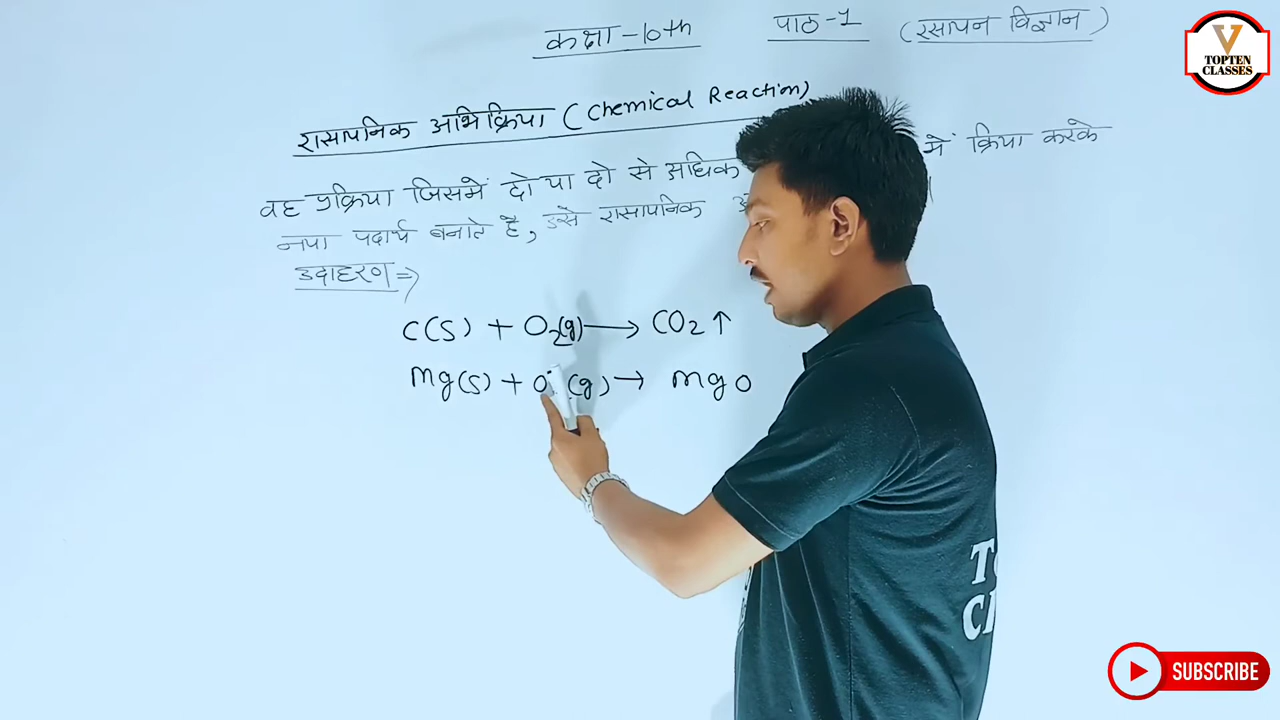 कक्षा-10th पाठ-1 (रसायन विज्ञान)
V
TOPTEN
CLASSES
रासायनिक अभिक्रिया (Chemical Reaction)
वह प्रक्रिया जिसमें दो या दो से अधिक में क्रिया करके
नया पदार्थ बनाते है, उसे रासायनिक
उदाहरण ⇒
C(S) + O₂(g) ⟶ CO₂ ↑
Mg(S) + O (g) → MgO
SUBSCRIBE